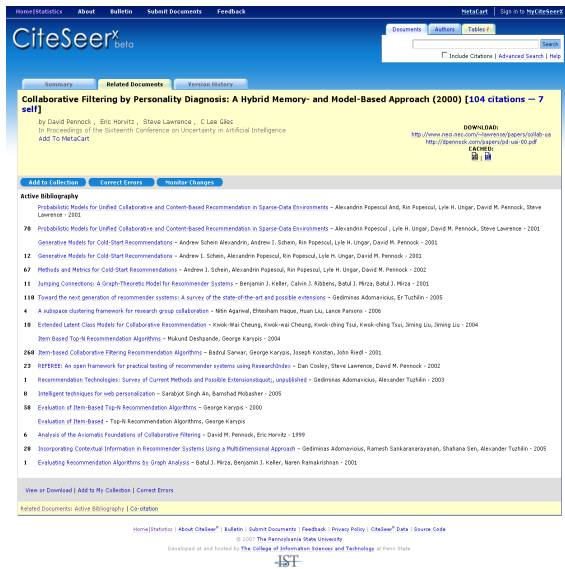 Home|Statistics About Bulletin Submit Documents Feedback MetaCart Sign in to MyCiteSeerX
CiteSeerx beta
Documents Authors Tables
Search
Include Citations | Advanced Search | Help
Summary Related Documents Version History
Collaborative Filtering by Personality Diagnosis: A Hybrid Memory- and Model-Based Approach (2000) [104 citations — 7
self]
by David Pennock , Eric Horvitz , Steve Lawrence , C Lee Giles
In Proceedings of the Sixteenth Conference on Uncertainty in Artificial Intelligence
Add To MetaCart
DOWNLOAD:
http://www.neci.nec.com/~lawrence/papers/collab-ua
http://dpennock.com/papers/pd-uai-00.pdf
CACHED:
Add to Collection Correct Errors Monitor Changes
Active Bibliography
Probabilistic Models for Unified Collaborative and Content-Based Recommendation in Sparse-Data Environments – Alexandrin Popescul And, Rin Popescul, Lyle H. Ungar, David M. Pennock, Steve
Lawrence - 2001
70 Probabilistic Models for Unified Collaborative and Content-Based Recommendation in Sparse-Data Environments – Alexandrin Popescul , Lyle H. Ungar, David M. Pennock, Steve Lawrence - 2001
Generative Models for Cold-Start Recommendations – Andrew Schein Alexandrin, Andrew I. Schein, Rin Popescul, Lyle H. Ungar, David M. Pennock - 2001
12 Generative Models for Cold-Start Recommendations – Andrew I. Schein, Alexandrin Popescul, Rin Popescul, Lyle H. Ungar, David M. Pennock - 2001
67 Methods and Metrics for Cold-Start Recommendations – Andrew I. Schein, Alexandrin Popescul, Rin Popescul, Lyle H. Ungar, David M. Pennock - 2002
11 Jumping Connections: A Graph-Theoretic Model for Recommender Systems – Benjamin J. Keller, Calvin J. Ribbens, Batul J. Mirza, David M. Pennock - 2001
118 Toward the next generation of recommender systems: A survey of the state-of-the-art and possible extensions – Gediminas Adomavicius, Er Tuzhilin - 2005
4 A subspace clustering framework for research group collaboration – Nitin Agarwal, Ehtesham Haque, Huan Liu, Lance Parsons - 2006
10 Extended Latent Class Models for Collaborative Recommendation – Kwok-Wai Cheung, Kwok-wai Cheung, Kwok-ching Tsui, Kwok-ching Tsui, Jiming Liu, Jiming Liu - 2004
Item Based Top-N Recommendation Algorithms – Mukund Deshpande, George Karypis - 2004
268 Item-based Collaborative Filtering Recommendation Algorithms – Badrul Sarwar, George Karypis, Joseph Konstan, John Riedl - 2001
23 REFEREE: An open framework for practical testing of recommender systems using ResearchIndex – Dan Cosley, Steve Lawrence, David M. Pennock - 2002
1 Recommendation Technologies: Survey of Current Methods and Possible Extensions&quot;, unpublished – Gediminas Adomavicius, Alexander Tuzhilin - 2003
8 Intelligent techniques for web personalization – Sarabjot Singh An, Bamshad Mobasher - 2005
58 Evaluation of Item-Based Top-N Recommendation Algorithms – George Karypis - 2000
Evaluation of Item-Based – Top-N Recommendation Algorithms, George Karypis
6 Analysis of the Axiomatic Foundations of Collaborative Filtering – David M. Pennock, Eric Horvitz - 1999
20 Incorporating Contextual Information in Recommender Systems Using a Multidimensional Approach – Gediminas Adomavicius, Ramesh Sankaranarayanan, Shahana Sen, Alexander Tuzhilin - 2005
1 Evaluating Recommendation Algorithms by Graph Analysis – Batul J. Mirza, Benjamin J. Keller, Naren Ramakrishnan - 2001
View or Download | Add to My Collection | Correct Errors
Related Documents: Active Bibliography | Co-citation
Home|Statistics | About CiteSeerX | Bulletin | Submit Documents | Feedback | Privacy Policy | CiteSeerX Data | Source Code
© 2007 The Pennsylvania State University
Developed at and hosted by The College of Information Sciences and Technology at Penn State
IST